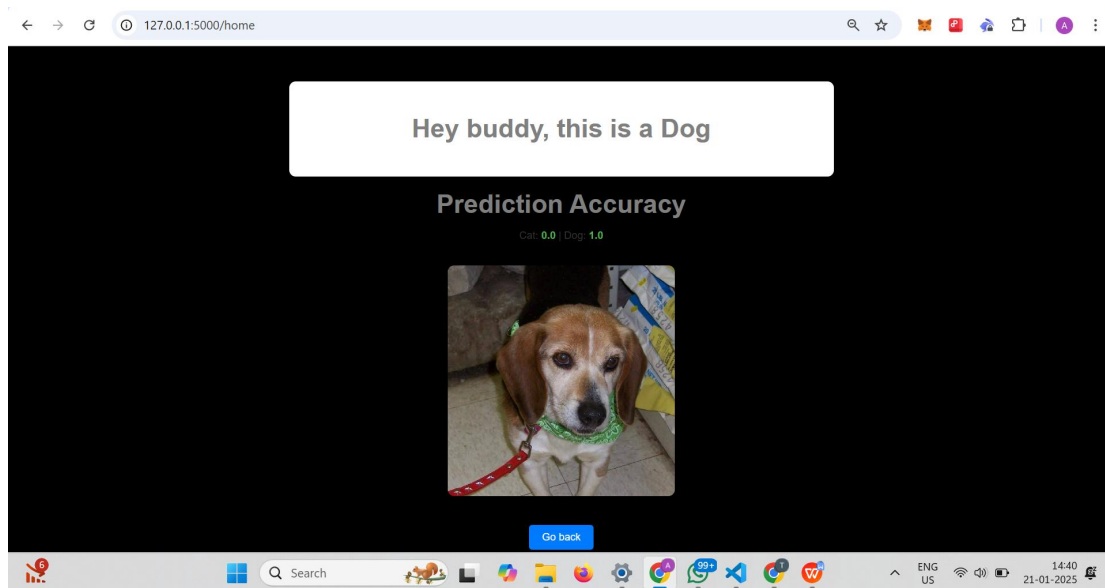 127.0.0.1:5000/home
A
Hey buddy, this is a Dog
Prediction Accuracy
Cat: 0.0 | Dog: 1.0
Go back
6
Search
99+
ENG
US
14:40
21-01-2025